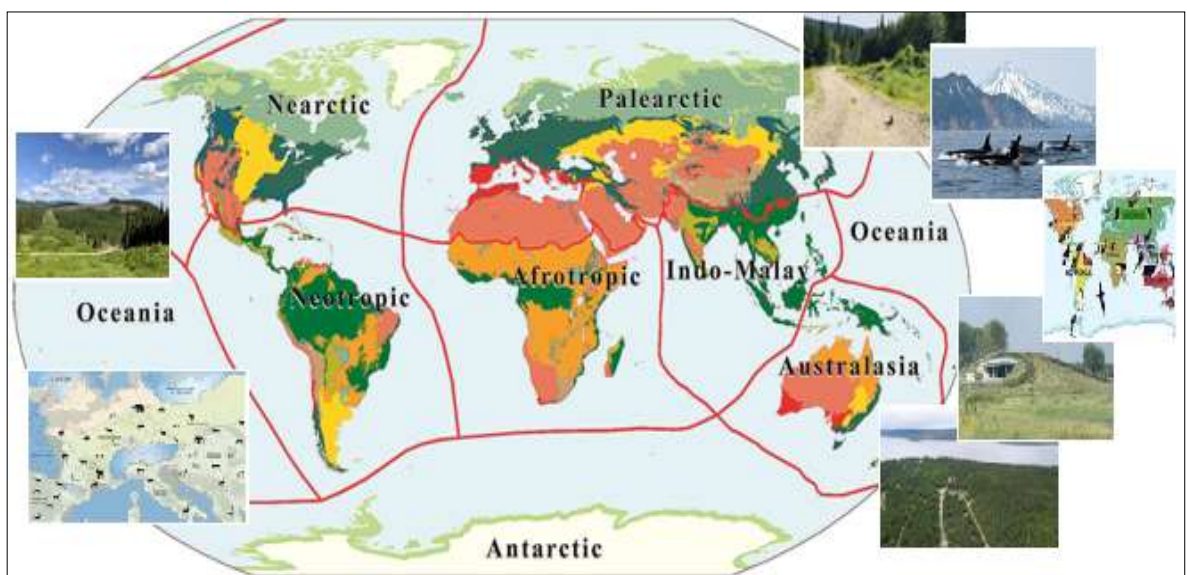 Nearctic
Palearctic
Oceania
Afrotropic
Indo-Malay
Neotropic
Oceania
Australasia
Antarctic